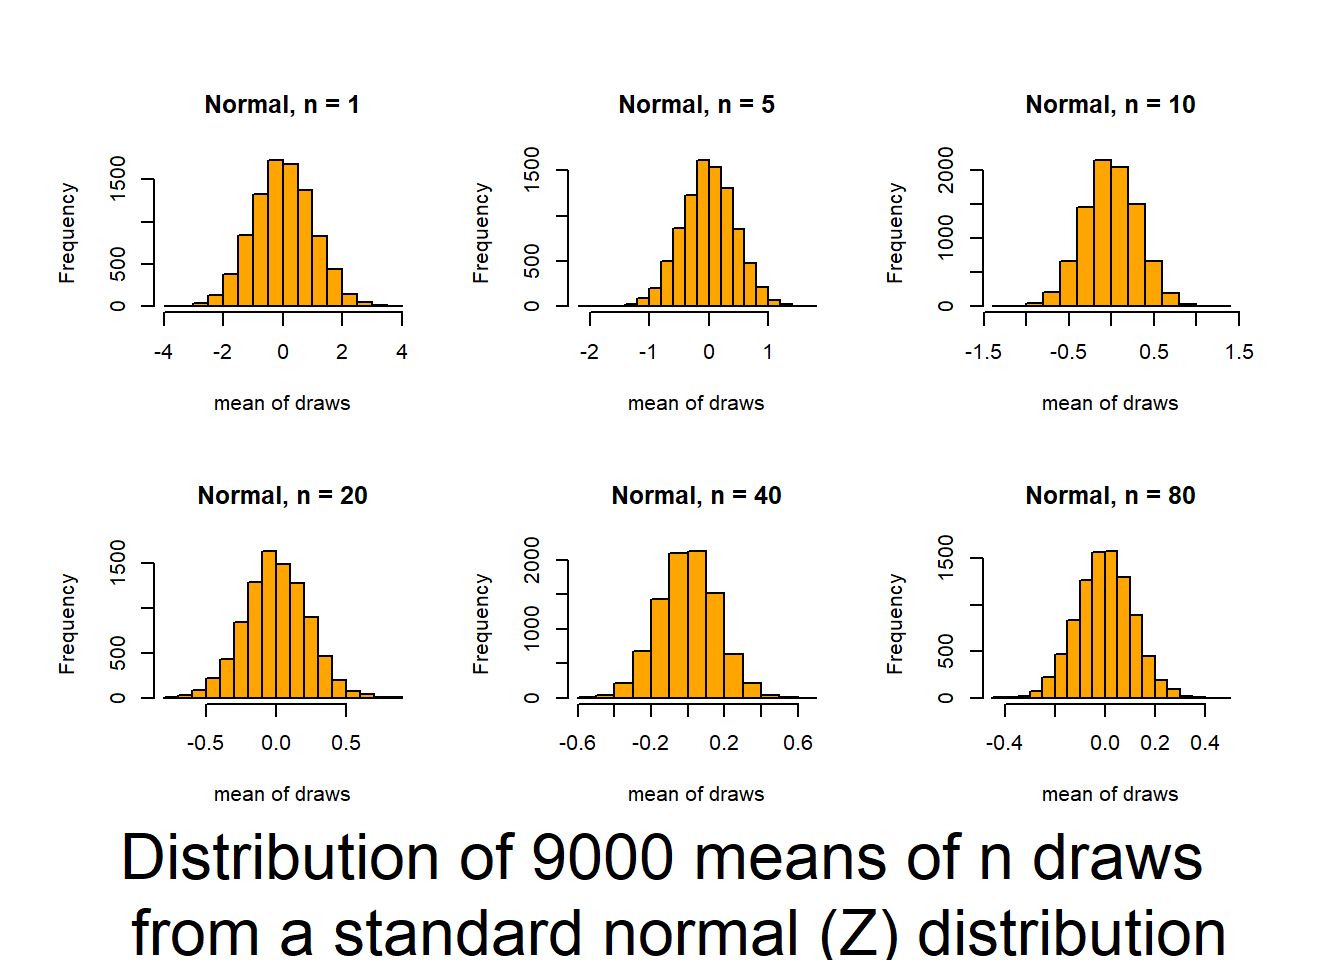 Normal, n = 1
Frequency
0 500 1500
-4 -2 0 2 4
mean of draws
Normal, n = 5
Frequency
0 500 1500
-2 -1 0 1
mean of draws
Normal, n = 10
Frequency
0 1000 2000
-1.5 -0.5 0.5 1.5
mean of draws
Normal, n = 20
Frequency
0 500 1500
-0.5 0.0 0.5
mean of draws
Normal, n = 40
Frequency
0 1000 2000
-0.6 -0.2 0.2 0.6
mean of draws
Normal, n = 80
Frequency
0 500 1500
-0.4 0.0 0.2 0.4
mean of draws
Distribution of 9000 means of n draws
from a standard normal (Z) distribution